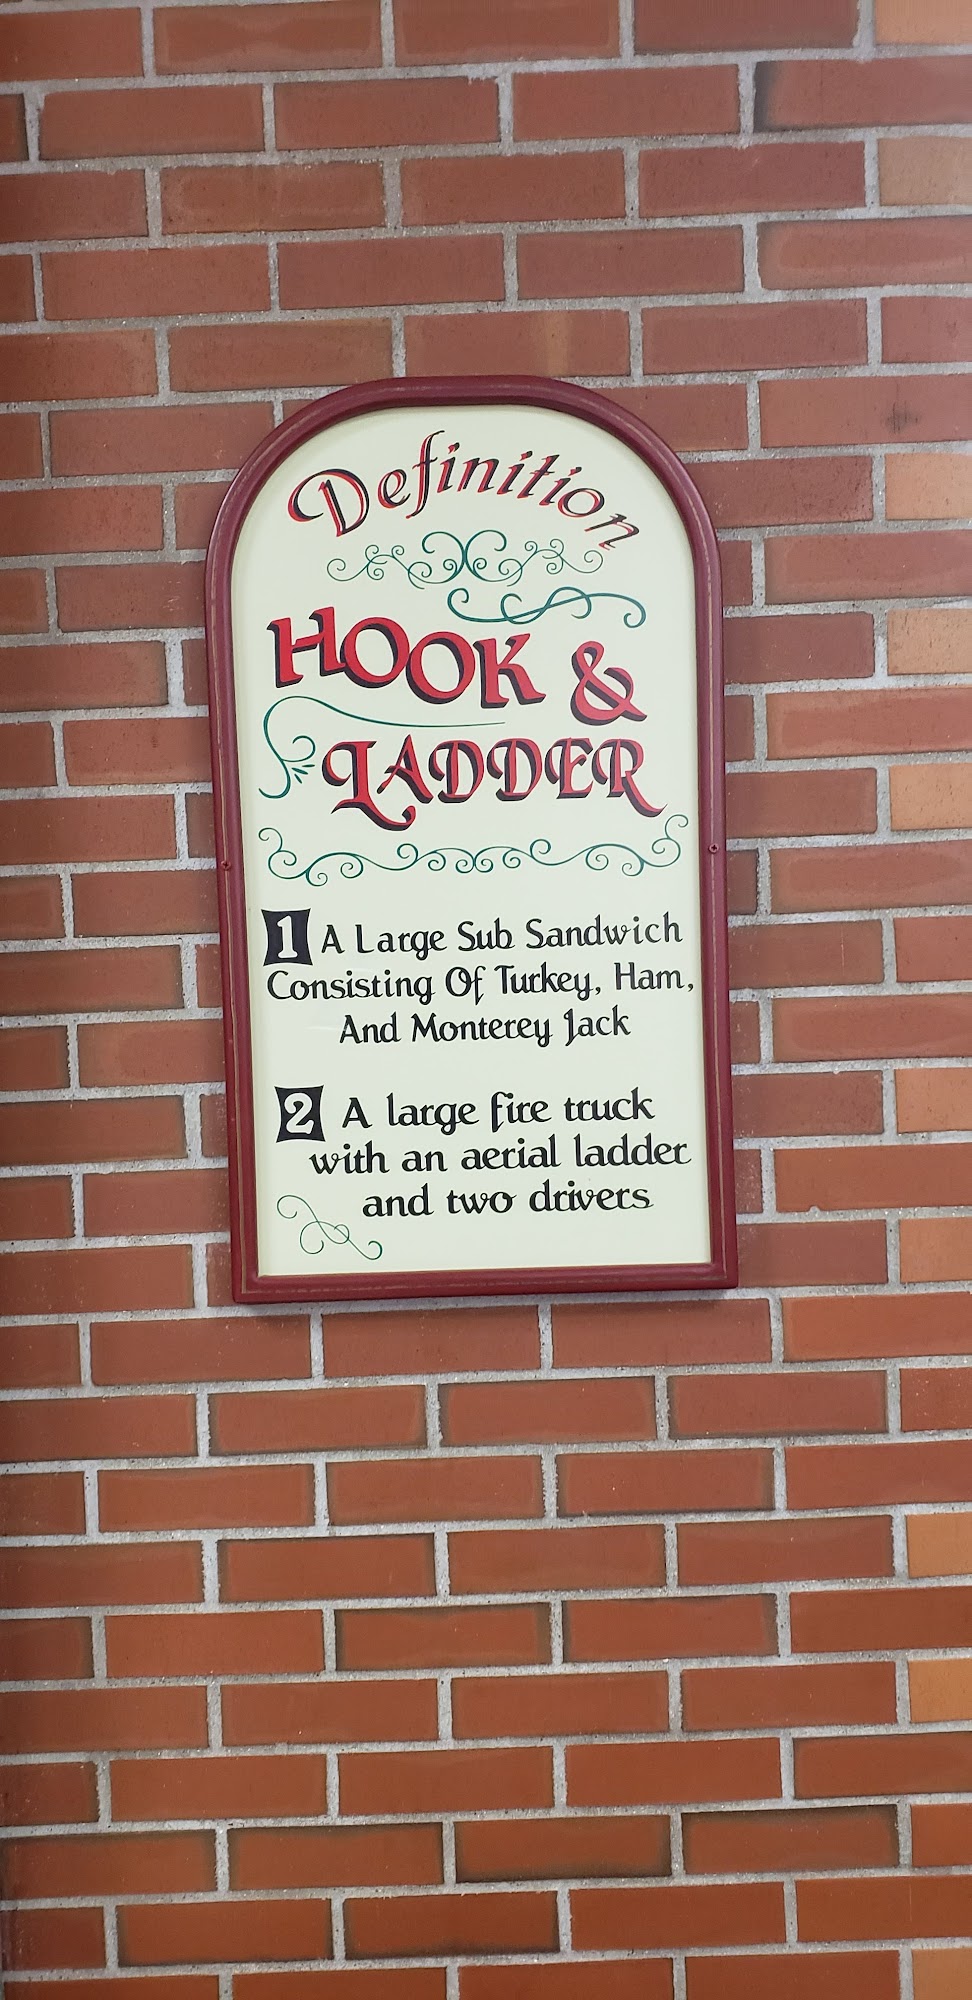 Definition
HOOK &
LADDER
1 A Large Sub Sandwich
Consisting Of Turkey, Ham,
And Monterey Jack
2 A large fire truck
with an aerial ladder
and two drivers